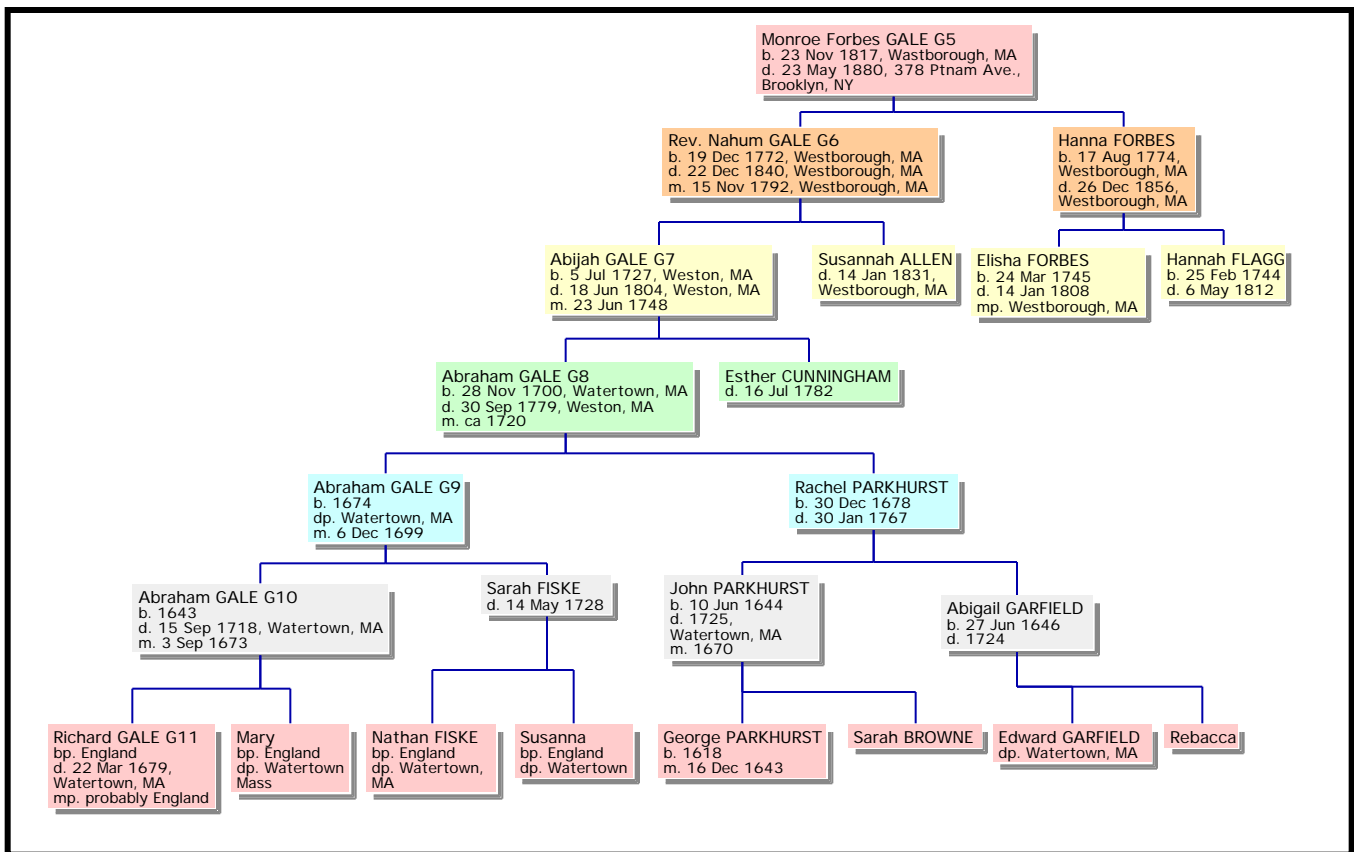 Monroe Forbes GALE G5
b. 23 Nov 1817, Wastborough, MA
d. 23 May 1880, 378 Ptnam Ave.,
Brooklyn, NY
Rev. Nahum GALE G6
b. 19 Dec 1772, Westborough, MA
d. 22 Dec 1840, Westborough, MA
m. 15 Nov 1792, Westborough, MA
Hanna FORBES
b. 17 Aug 1774,
Westborough, MA
d. 26 Dec 1856,
Westborough, MA
Abijah GALE G7
b. 5 Jul 1727, Weston, MA
d. 18 Jun 1804, Weston, MA
m. 23 Jun 1748
Susannah ALLEN
d. 14 Jan 1831,
Westborough, MA
Elisha FORBES
b. 24 Mar 1745
d. 14 Jan 1808
mp. Westborough, MA
Hannah FLAGG
b. 25 Feb 1744
d. 6 May 1812
Abraham GALE G8
b. 28 Nov 1700, Watertown, MA
d. 30 Sep 1779, Weston, MA
m. ca 1720
Esther CUNNINGHAM
d. 16 Jul 1782
Abraham GALE G9
b. 1674
dp. Watertown, MA
m. 6 Dec 1699
Rachel PARKHURST
b. 30 Dec 1678
d. 30 Jan 1767
Abraham GALE G10
b. 1643
d. 15 Sep 1718, Watertown, MA
m. 3 Sep 1673
Sarah FISKE
d. 14 May 1728
John PARKHURST
b. 10 Jun 1644
d. 1725,
Watertown, MA
m. 1670
Abigail GARFIELD
b. 27 Jun 1646
d. 1724
Richard GALE G11
bp. England
d. 22 Mar 1679,
Watertown, MA
mp. probably England
Mary
bp. England
dp. Watertown
Mass
Nathan FISKE
bp. England
dp. Watertown,
MA
Susanna
bp. England
dp. Watertown
George PARKHURST
b. 1618
m. 16 Dec 1643
Sarah BROWNE
Edward GARFIELD
dp. Watertown, MA
Rebacca